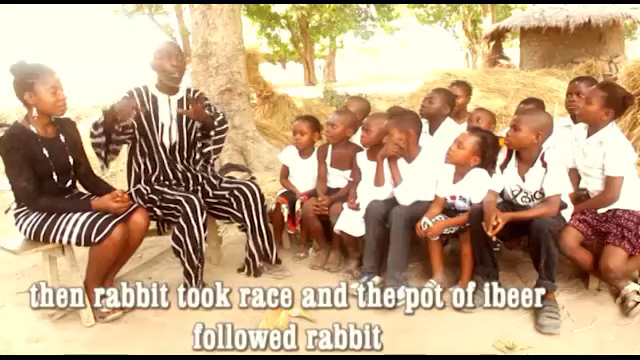 then rabbit took race and the pot of ibeer
followed rabbit